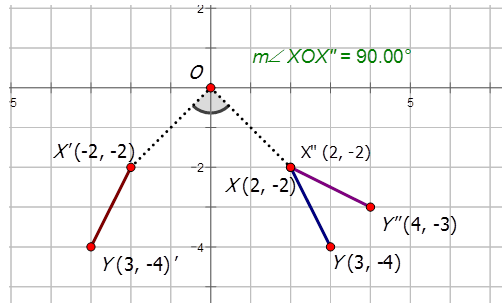 2
O
m∠XOX" = 90.00°
5
5
X′(-2, -2)
-2
X" (2, -2)
X(2, -2)
Y″(4, -3)
-4
Y(3, -4)′
Y(3, -4)